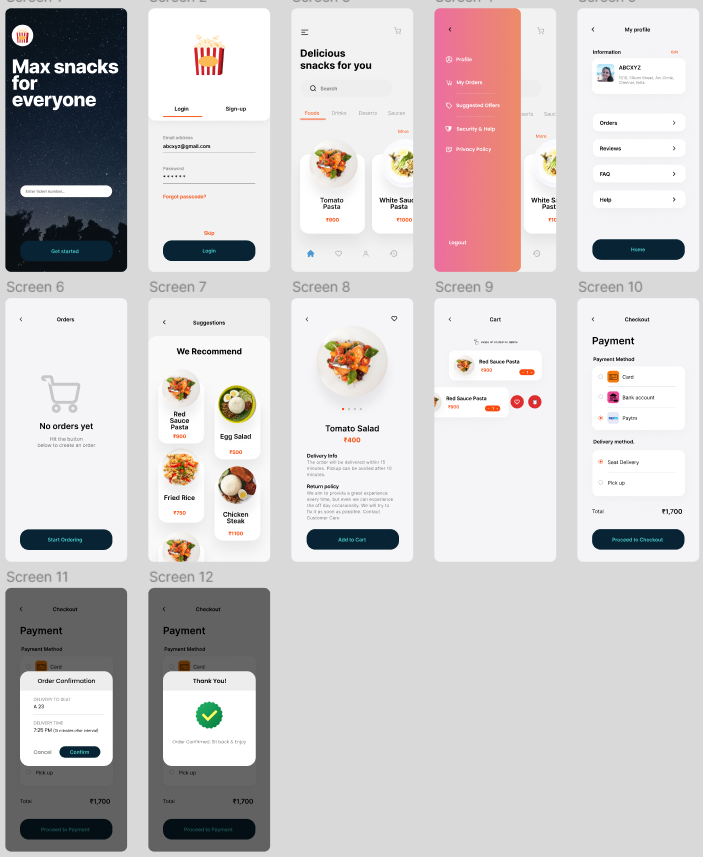 Screen 1
Screen 2
Screen 3
Screen 4
Screen 5
Max snacks
for
everyone
Enter ticket number...
Get started
Login
Sign-up
Email address
abcxyz@gmail.com
Password
Forgot passcode?
Skip
Login
Delicious
snacks for you
Search
Foods
Drinks
Deserts
Sauces
More
Tomato
Pasta
₹900
White Sauc
Pasta
₹1000
Profile
My Orders
Suggested Offers
Security & Help
Privacy Policy
Logout
Sauc
More
White Sa
Past
₹10
My profile
Information
Edit
ABCXYZ
Orders
Reviews
FAQ
Help
Home
Screen 6
Screen 7
Screen 8
Screen 9
Screen 10
Orders
No orders yet
Hit the button
below to create an order
Start Ordering
Suggestions
We Recommend
Red
Sauce
Pasta
₹900
Egg Salad
₹500
Fried Rice
₹750
Chicken
Steak
₹1100
Tomato Salad
₹400
Delivery Info
The order will be delivered within 15
minutes. Pickup can be availed after 10
minutes.
Return policy
We aim to provide a great experience
every time, but even we can experience
the off day occasionally. We will try to
fix it as soon as possible. Contact
Customer Care
Add to Cart
Cart
swipe on an item to delete
Red Sauce Pasta
₹900
Red Sauce Pasta
₹900
Checkout
Payment
Payment Method
Card
Bank account
Paytm
Delivery method.
Seat Delivery
Pick up
Total
₹1,700
Proceed to Checkout
Screen 11
Screen 12
Checkout
Payment
Payment Method
Card
Order Confirmation
DELIVERY TO SEAT
A 23
DELIVERY TIME
7:25 PM (15 minutes after interval)
Cancel
Confirm
Pick up
Total
₹1,700
Proceed to Payment
Checkout
Payment
Payment Method
Card
Thank You!
Order Confirmed. Sit back & Enjoy
Pick up
Total
₹1,700
Proceed to Payment